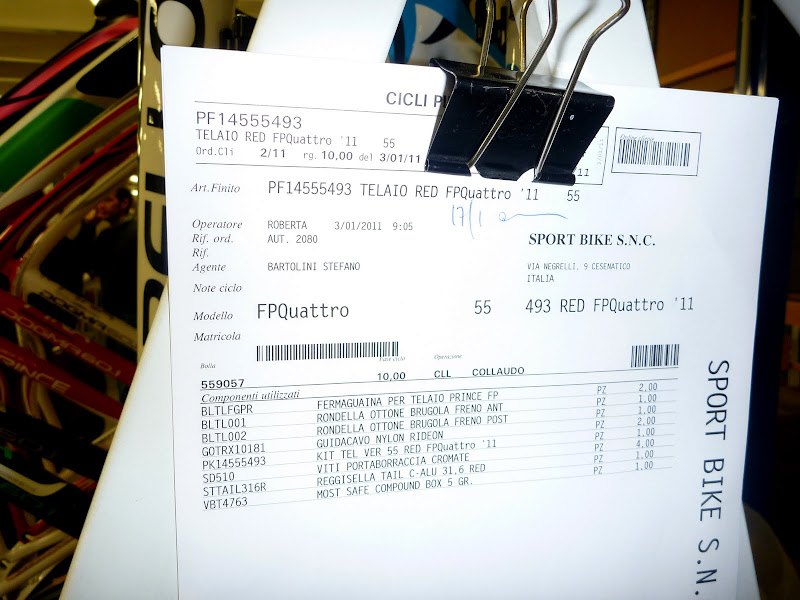 CICLI P
PF14555493
TELAIO RED FPQuattro '11 55
Ord.Cli 2/11 rg. 10,00 del 3/01/11
Art.Finito PF14555493 TELAIO RED FPQuattro '11 55
17/1
Operatore ROBERTA 3/01/2011 9:05
Rif. ord. AUT. 2080
SPORT BIKE S.N.C.
Rif.
Agente BARTOLINI STEFANO
VIA NEGRELLI, 9 CESENATICO
ITALIA
Note ciclo
Modello FPQuattro 55 493 RED FPQuattro '11
Matricola
Bolla Fase ciclo Operazione
559057 10,00 CLL COLLAUDO
Componenti utilizzati
BLTLFGPR FERMAGUAINA PER TELAIO PRINCE FP PZ 2,00
BLTL001 RONDELLA OTTONE BRUGOLA FRENO ANT PZ 1,00
BLTL002 RONDELLA OTTONE BRUGOLA FRENO POST PZ 1,00
GOTRX10181 GUIDACAVO NYLON RIDEON PZ 2,00
PK14555493 KIT TEL VER 55 RED FPQuattro '11 PZ 1,00
SD510 VITI PORTABORRACCIA CROMATE PZ 4,00
STTAIL316R REGGISELLA TAIL C-ALU 31,6 RED PZ 1,00
VBT4763 MOST SAFE COMPOUND BOX 5 GR. PZ 1,00
SPORT BIKE S.N.